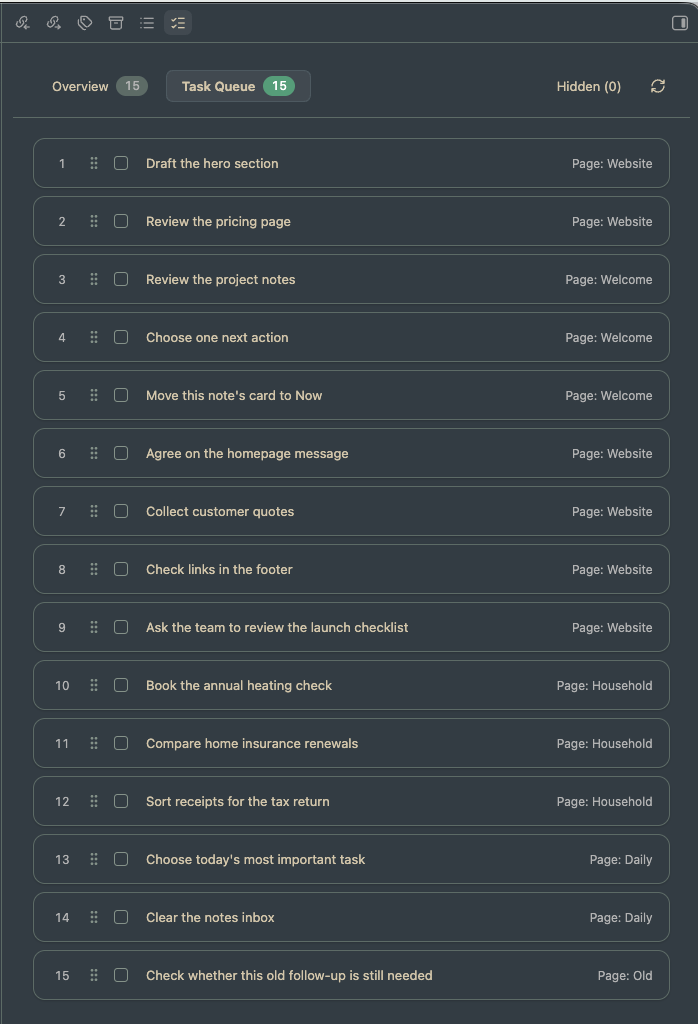 Overview 15 Task Queue 15 Hidden (0)
1 Draft the hero section Page: Website
2 Review the pricing page Page: Website
3 Review the project notes Page: Welcome
4 Choose one next action Page: Welcome
5 Move this note's card to Now Page: Welcome
6 Agree on the homepage message Page: Website
7 Collect customer quotes Page: Website
8 Check links in the footer Page: Website
9 Ask the team to review the launch checklist Page: Website
10 Book the annual heating check Page: Household
11 Compare home insurance renewals Page: Household
12 Sort receipts for the tax return Page: Household
13 Choose today's most important task Page: Daily
14 Clear the notes inbox Page: Daily
15 Check whether this old follow-up is still needed Page: Old